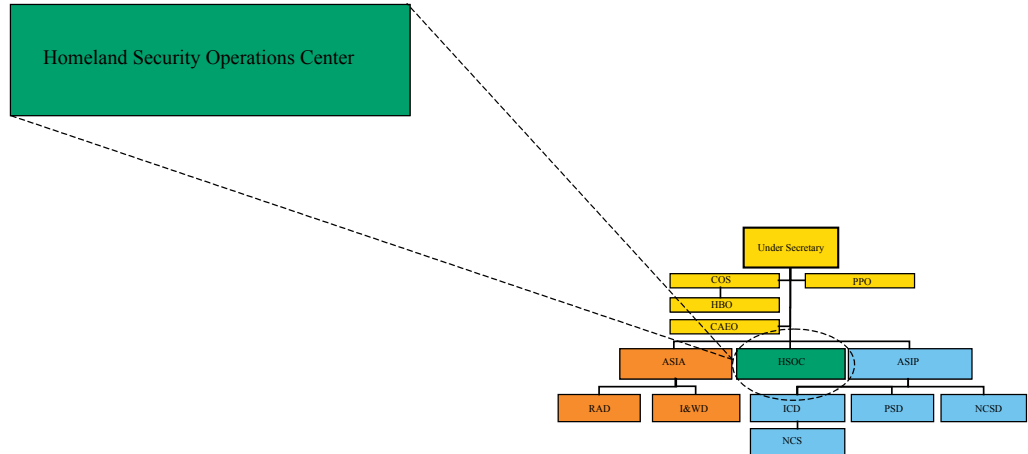 Homeland Security Operations Center
Under Secretary
COS
PPO
HBO
CAEO
ASIA
HSOC
ASIP
RAD
I&WD
ICD
PSD
NCSD
NCS